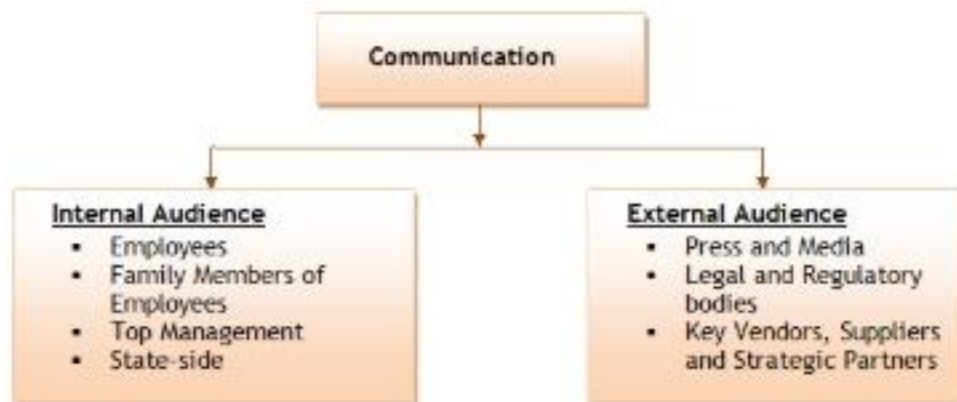 Communication
Internal Audience
▪ Employees
▪ Family Members of
Employees
▪ Top Management
▪ State-side
External Audience
▪ Press and Media
▪ Legal and Regulatory
bodies
▪ Key Vendors, Suppliers
and Strategic Partners